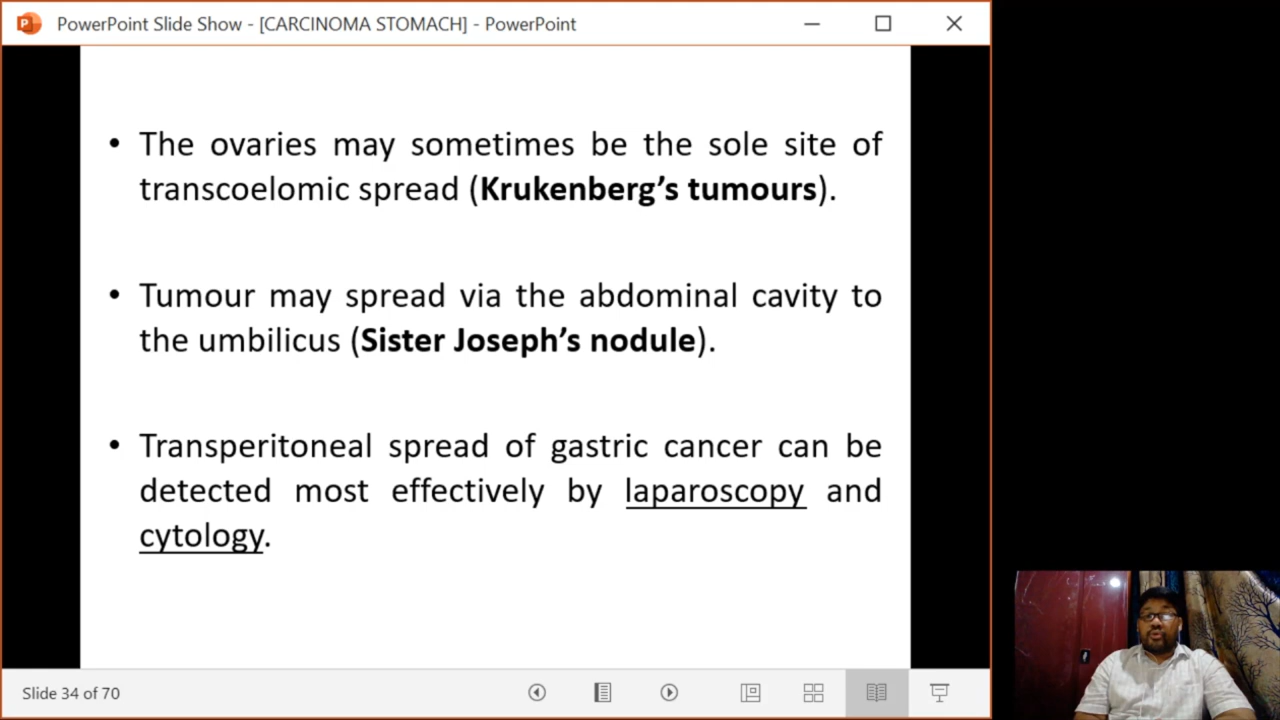 PowerPoint Slide Show - [CARCINOMA STOMACH] - PowerPoint
• The ovaries may sometimes be the sole site of
transcoelomic spread (Krukenberg’s tumours).
• Tumour may spread via the abdominal cavity to
the umbilicus (Sister Joseph’s nodule).
• Transperitoneal spread of gastric cancer can be
detected most effectively by laparoscopy and
cytology.
Slide 34 of 70